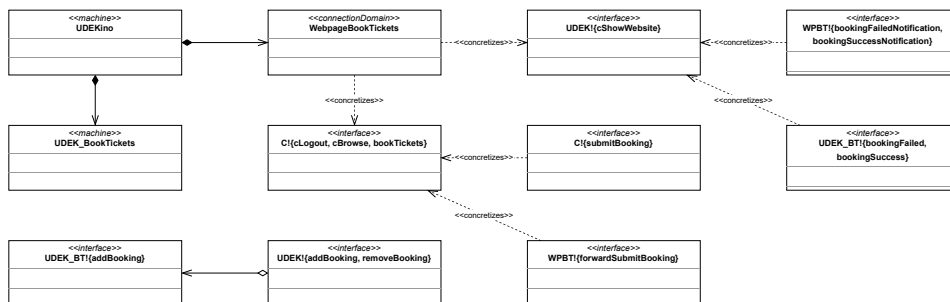 <<machine>>
UDEKino
<<connectionDomain>>
WebpageBookTickets
<<concretizes>>
<<interface>>
UDEK!{cShowWebsite}
<<concretizes>>
<<interface>>
WPBT!{bookingFailedNotification,
bookingSuccessNotification}
<<concretizes>>
<<concretizes>>
<<machine>>
UDEK_BookTickets
<<interface>>
C!{cLogout, cBrowse, bookTickets}
<<concretizes>>
<<interface>>
C!{submitBooking}
<<interface>>
UDEK_BT!{bookingFailed,
bookingSuccess}
<<concretizes>>
<<interface>>
UDEK_BT!{addBooking}
<<interface>>
UDEK!{addBooking, removeBooking}
<<interface>>
WPBT!{forwardSubmitBooking}